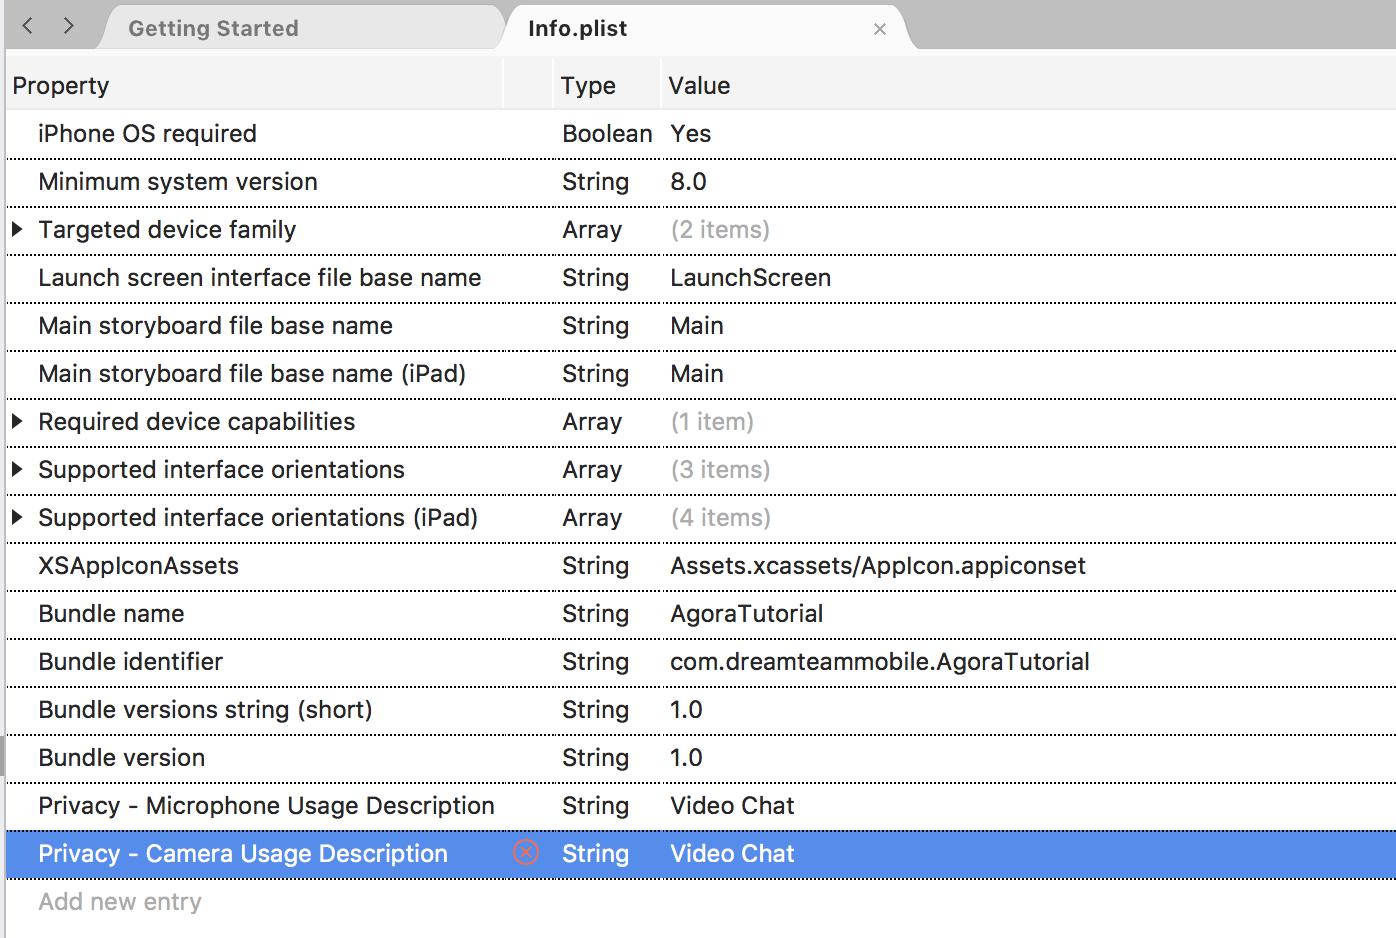 Getting Started Info.plist
Property Type Value
iPhone OS required Boolean Yes
Minimum system version String 8.0
Targeted device family Array (2 items)
Launch screen interface file base name String LaunchScreen
Main storyboard file base name String Main
Main storyboard file base name (iPad) String Main
Required device capabilities Array (1 item)
Supported interface orientations Array (3 items)
Supported interface orientations (iPad) Array (4 items)
XSAppIconAssets String Assets.xcassets/AppIcon.appiconset
Bundle name String AgoraTutorial
Bundle identifier String com.dreamteammobile.AgoraTutorial
Bundle versions string (short) String 1.0
Bundle version String 1.0
Privacy - Microphone Usage Description String Video Chat
Privacy - Camera Usage Description String Video Chat
Add new entry